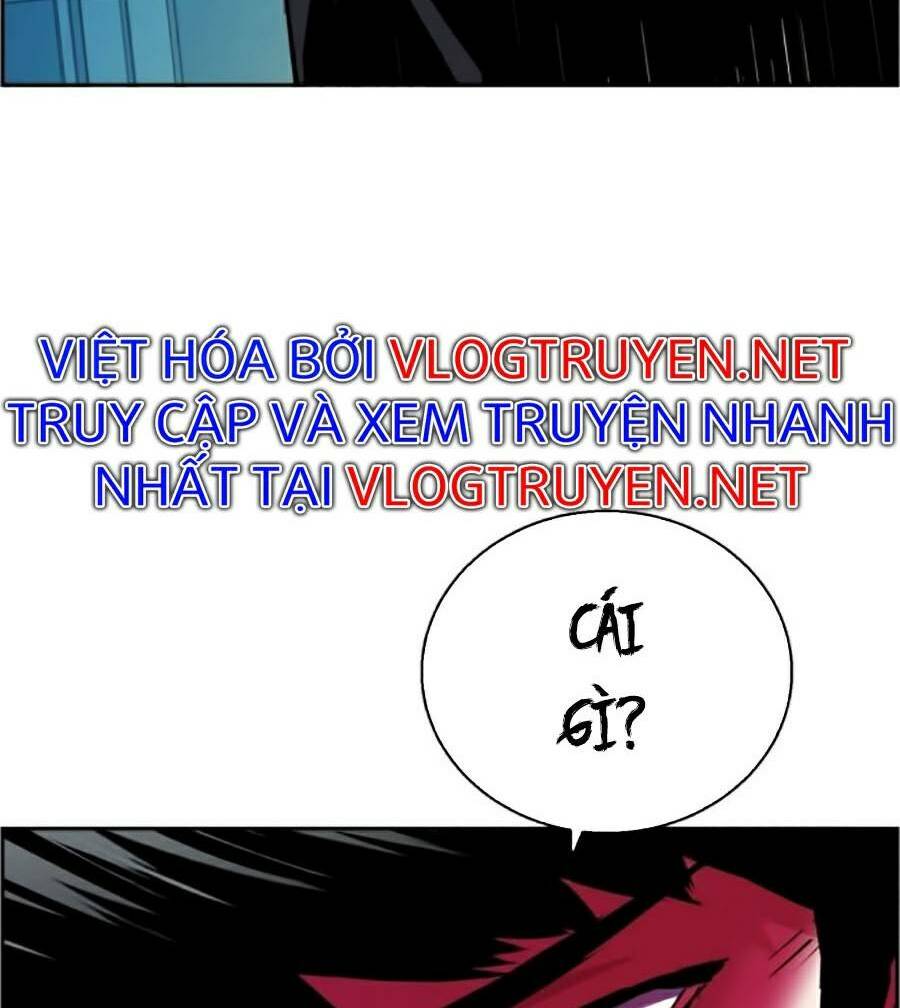 VIỆT HÓA BỞI VLOGTRUYEN.NET
TRUY CẬP VÀ XEM TRUYỆN NHANH
NHẤT TẠI VLOGTRUYEN.NET
CÁI
GÌ?